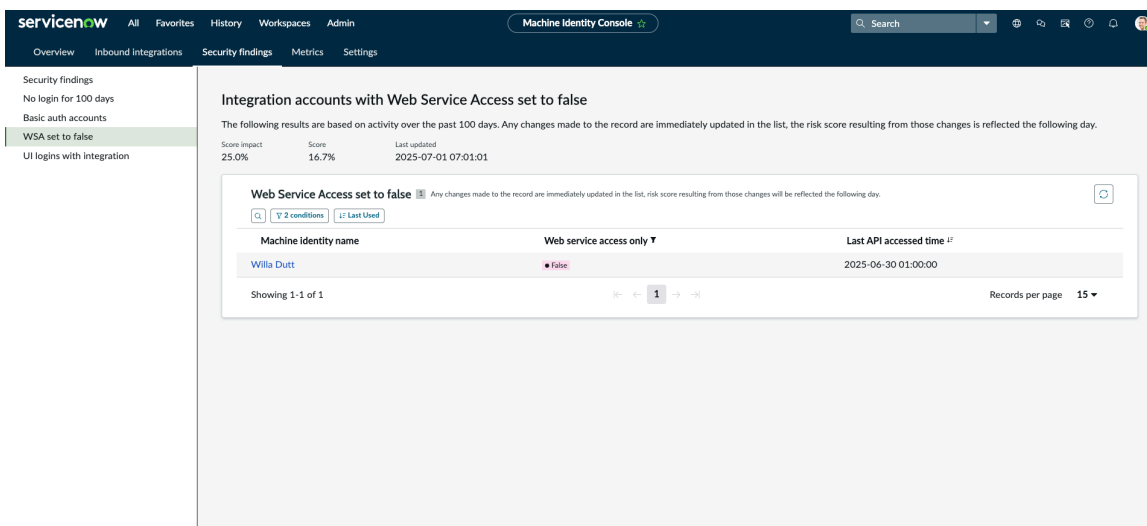 servicenow All Favorites History Workspaces Admin Machine Identity Console Search
Overview Inbound integrations Security findings Metrics Settings
Security findings
No login for 100 days
Basic auth accounts
WSA set to false
UI logins with integration
Integration accounts with Web Service Access set to false
The following results are based on activity over the past 100 days. Any changes made to the record are immediately updated in the list, the risk score resulting from those changes is reflected the following day.
Score impact Score Last updated
25.0% 16.7% 2025-07-01 07:01:01
Web Service Access set to false 1 Any changes made to the record are immediately updated in the list, risk score resulting from those changes will be reflected the following day.
2 conditions Last Used
Machine identity name Web service access only Last API accessed time
Willa Dutt False 2025-06-30 01:00:00
Showing 1-1 of 1 1 Records per page 15